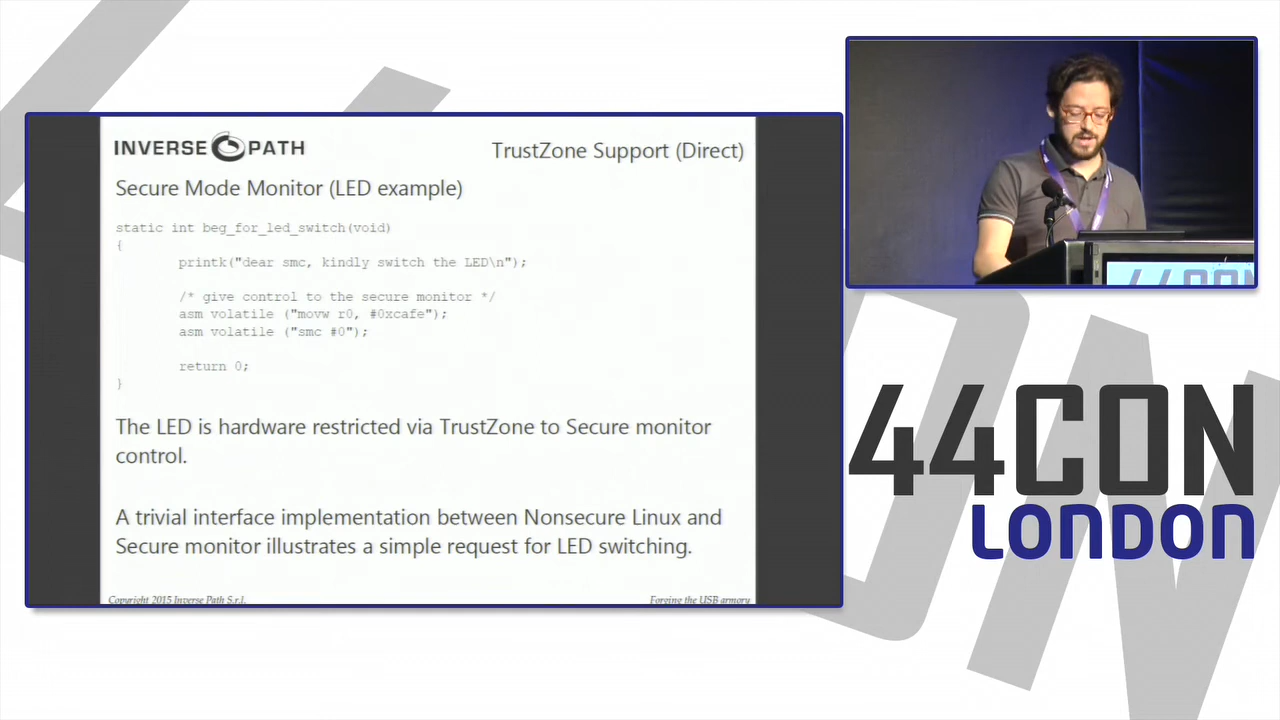 INVERSE PATH
TrustZone Support (Direct)
Secure Mode Monitor (LED example)
static int beg_for_led_switch(void)
{
printk("dear smc, kindly switch the LED\n");
/* give control to the secure monitor */
asm volatile ("movw r0, #0xcafe");
asm volatile ("smc #0");
return 0;
}
The LED is hardware restricted via TrustZone to Secure monitor
control.
A trivial interface implementation between Nonsecure Linux and
Secure monitor illustrates a simple request for LED switching.
Copyright 2015 Inverse Path S.r.l.
Forging the USB armory
44CON
44CON
LONDON